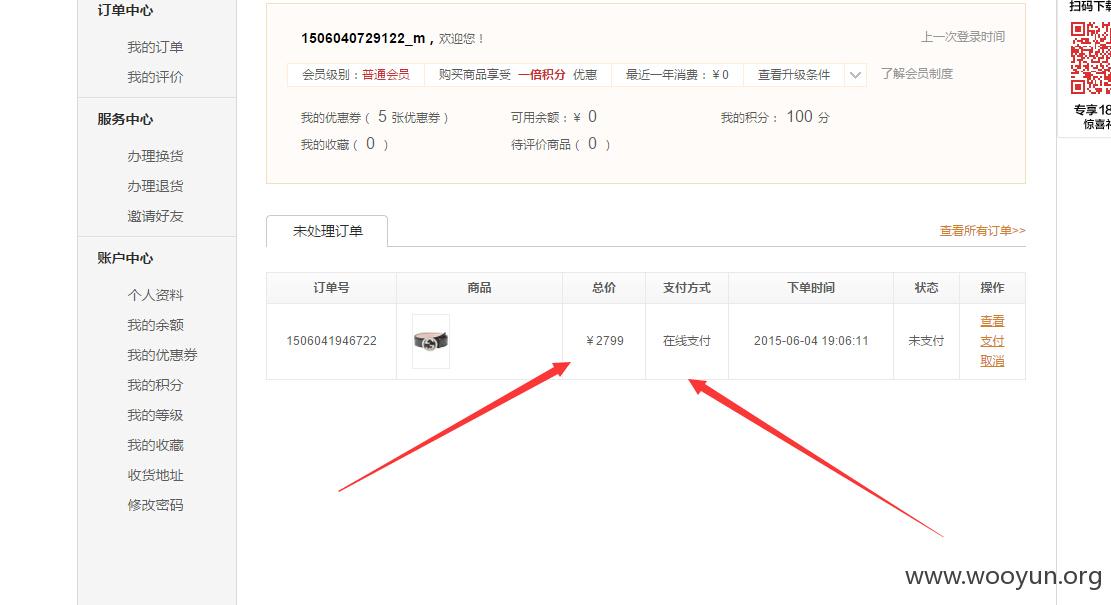 订单中心
我的订单
我的评价
服务中心
办理换货
办理退货
邀请好友
账户中心
个人资料
我的余额
我的优惠券
我的积分
我的等级
我的收藏
收货地址
修改密码
1506040729122_m，欢迎您！
上一次登录时间
会员级别：普通会员 购买商品享受 一倍积分 优惠 最近一年消费：¥0 查看升级条件 了解会员制度
我的优惠券（ 5 张优惠券 ） 可用余额：¥ 0 我的积分： 100 分
我的收藏（ 0 ） 待评价商品（ 0 ）
未处理订单 查看所有订单>>
订单号 商品 总价 支付方式 下单时间 状态 操作
1506041946722 ¥2799 在线支付 2015-06-04 19:06:11 未支付 查看
支付
取消
扫码下载
专享18
惊喜
www.wooyun.org